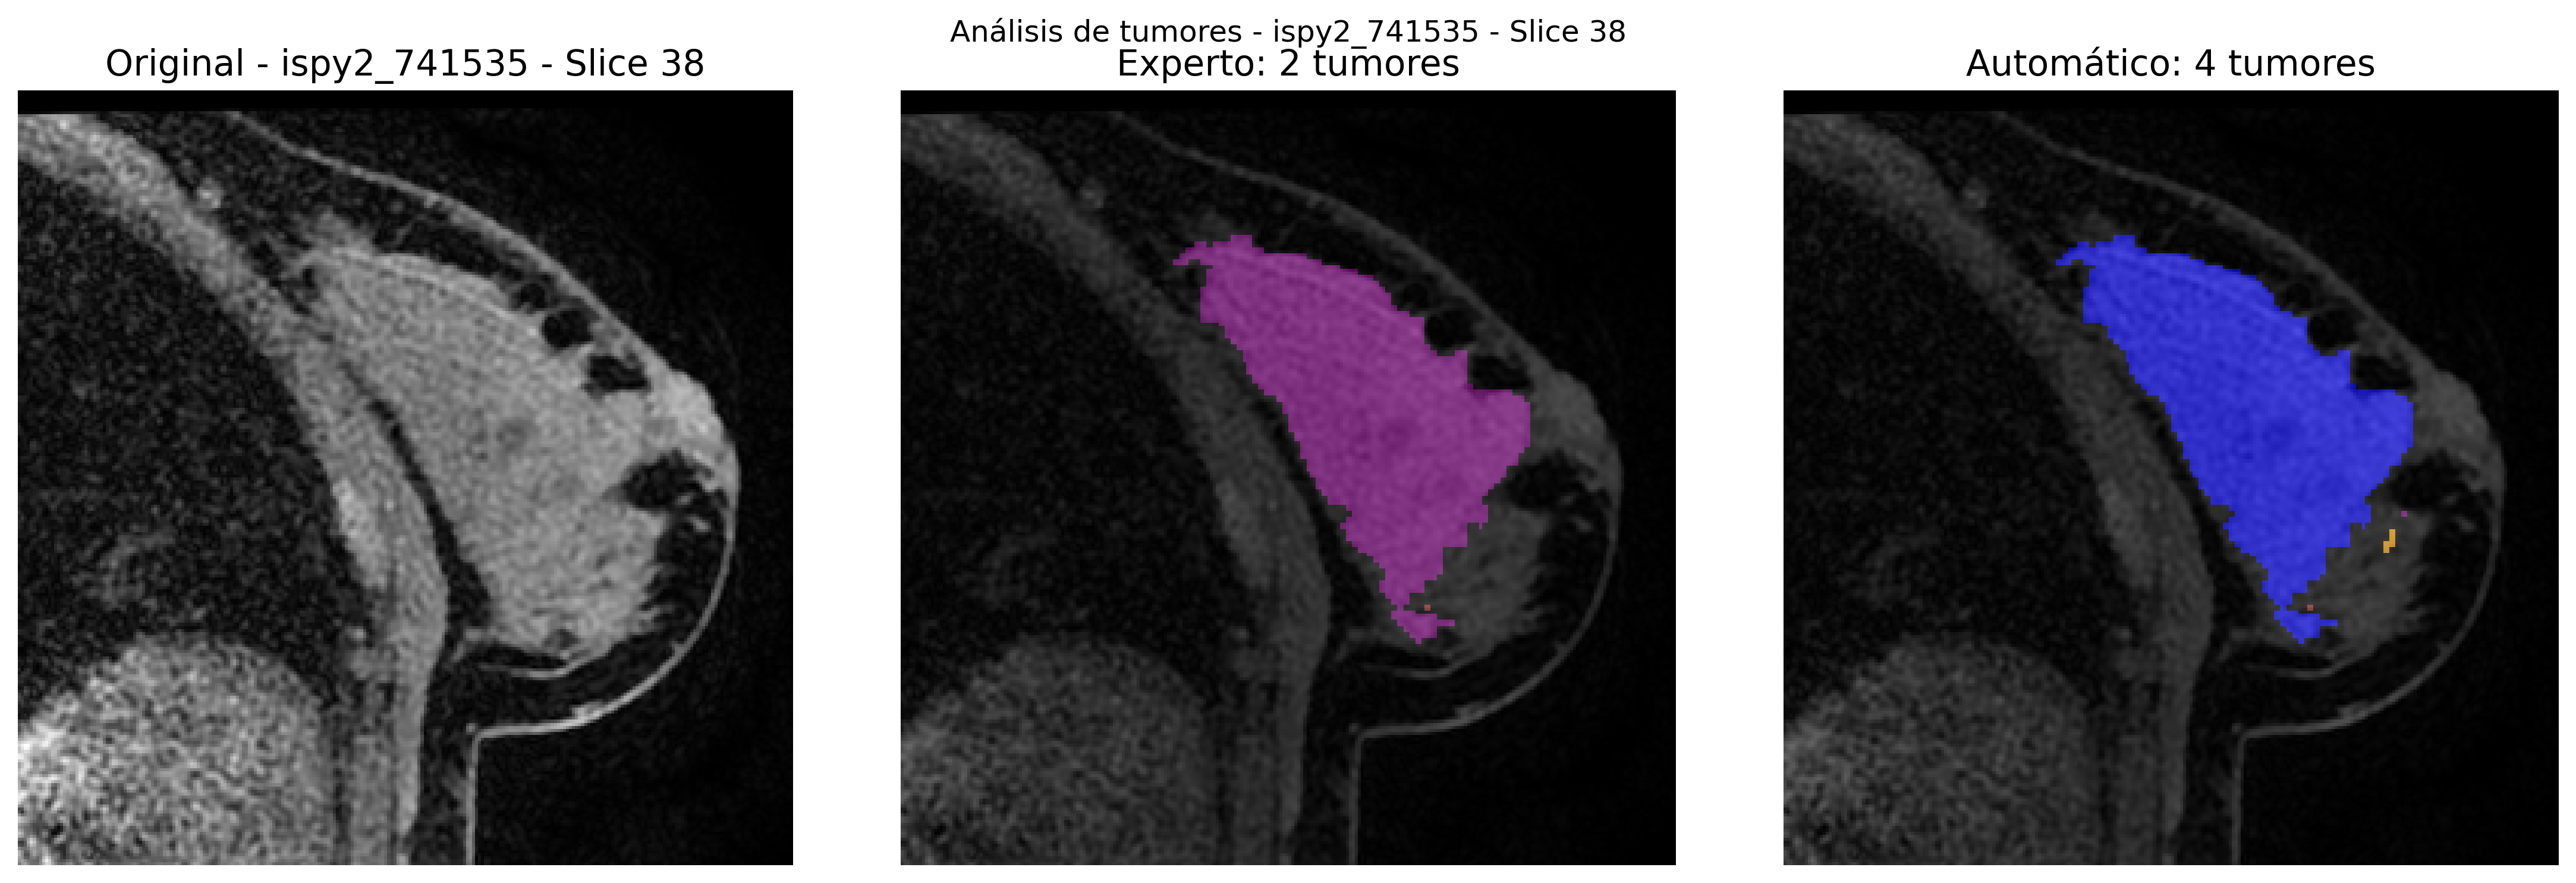 Análisis de tumores - ispy2_741535 - Slice 38
Original - ispy2_741535 - Slice 38
Experto: 2 tumores
Automático: 4 tumores